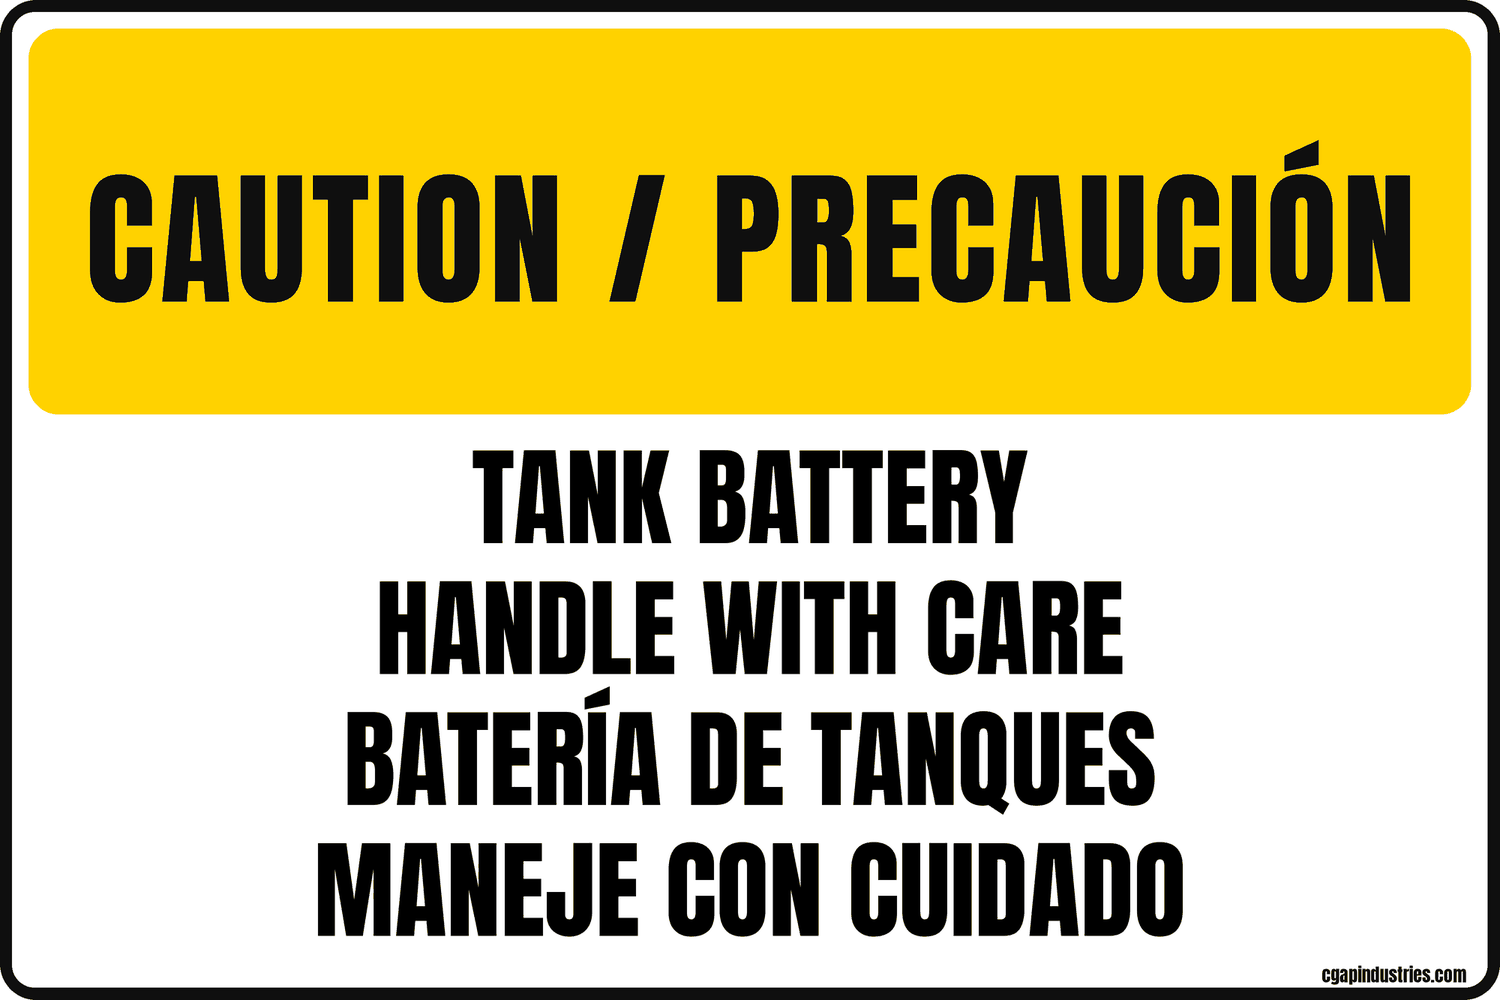 CAUTION / PRECAUCIÓN
TANK BATTERY
HANDLE WITH CARE
BATERÍA DE TANQUES
MANEJE CON CUIDADO
cgapindustries.com